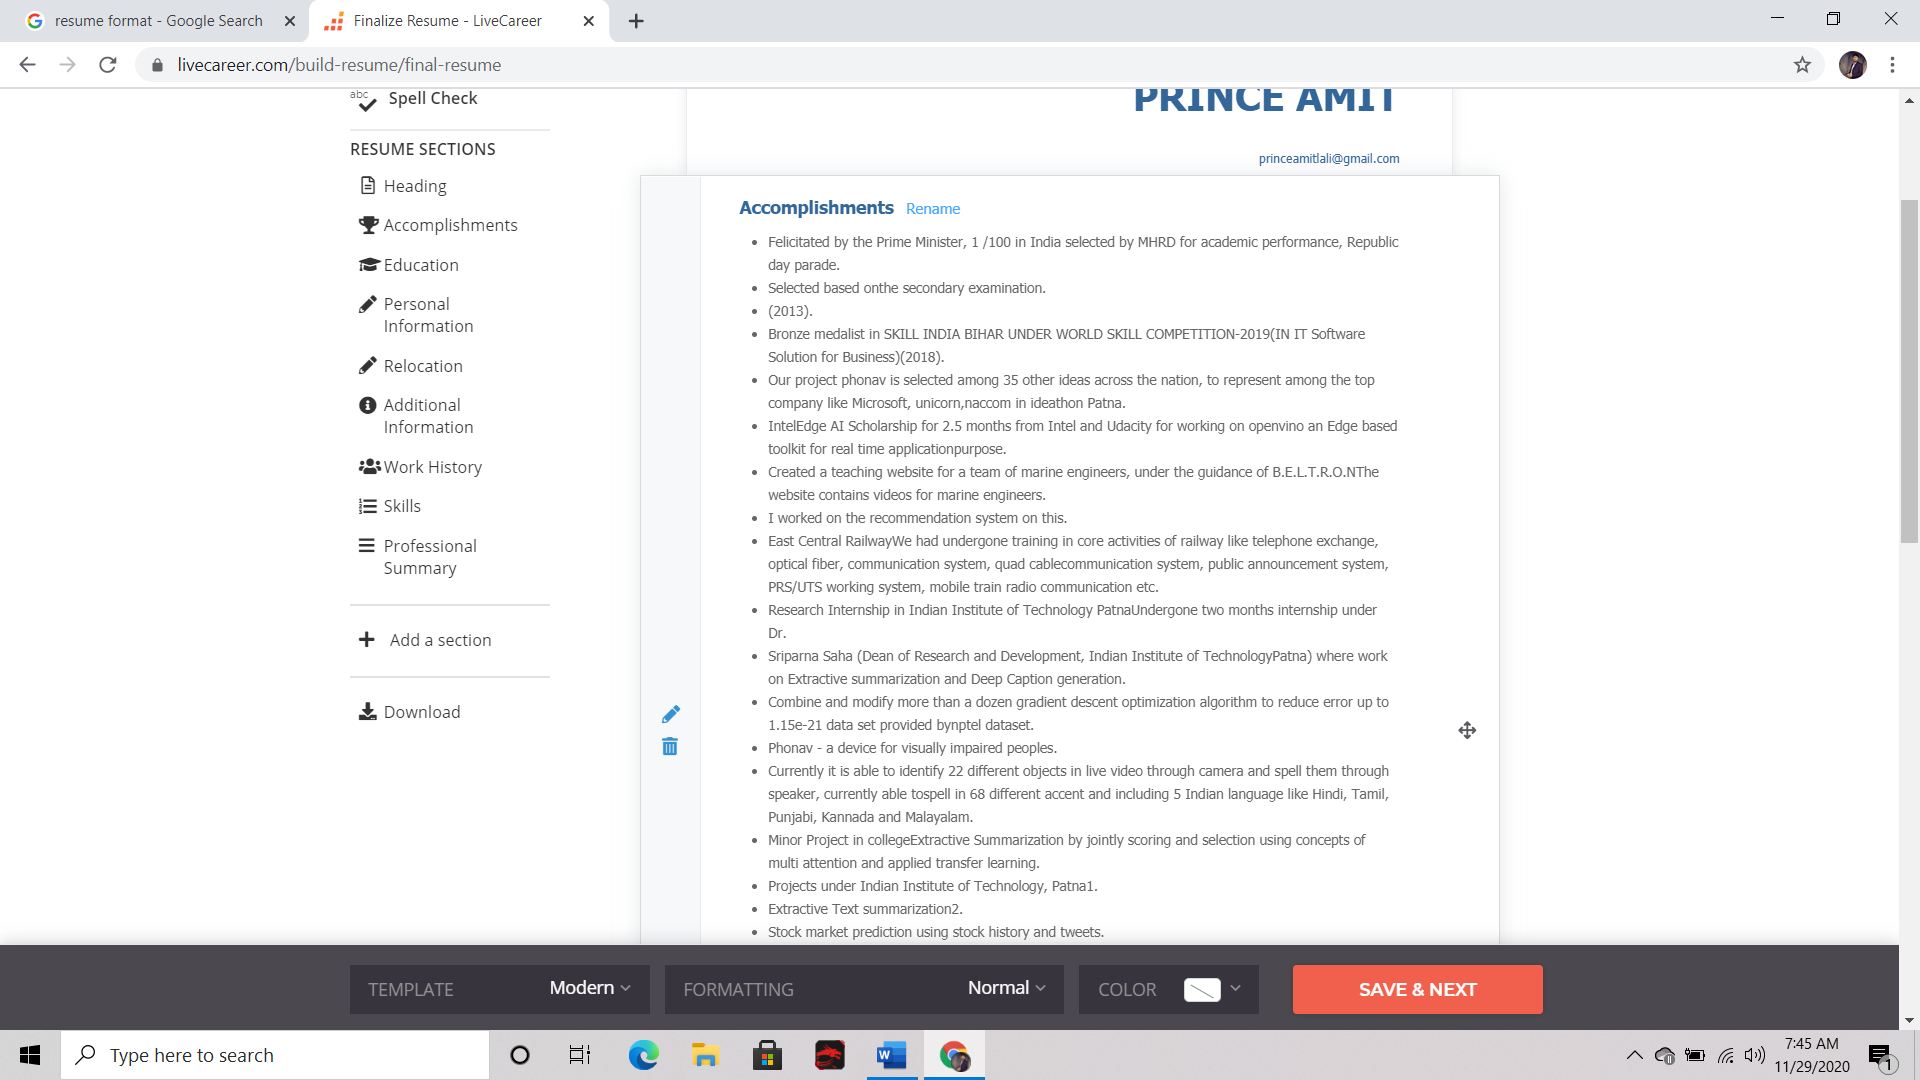 resume format - Google Search
Finalize Resume - LiveCareer
livecareer.com/build-resume/final-resume
abc
Spell Check
RESUME SECTIONS
Heading
Accomplishments
Education
Personal
Information
Relocation
Additional
Information
Work History
Skills
Professional
Summary
Add a section
Download
PRINCE AMIT
princeamitlali@gmail.com
Accomplishments Rename
Felicitated by the Prime Minister, 1 /100 in India selected by MHRD for academic performance, Republic
day parade.
Selected based onthe secondary examination.
(2013).
Bronze medalist in SKILL INDIA BIHAR UNDER WORLD SKILL COMPETITION-2019(IN IT Software
Solution for Business)(2018).
Our project phonav is selected among 35 other ideas across the nation, to represent among the top
company like Microsoft, unicorn,naccom in ideathon Patna.
IntelEdge AI Scholarship for 2.5 months from Intel and Udacity for working on openvino an Edge based
toolkit for real time applicationpurpose.
Created a teaching website for a team of marine engineers, under the guidance of B.E.L.T.R.O.NThe
website contains videos for marine engineers.
I worked on the recommendation system on this.
East Central RailwayWe had undergone training in core activities of railway like telephone exchange,
optical fiber, communication system, quad cablecommunication system, public announcement system,
PRS/UTS working system, mobile train radio communication etc.
Research Internship in Indian Institute of Technology PatnaUndergone two months internship under
Dr.
Sriparna Saha (Dean of Research and Development, Indian Institute of TechnologyPatna) where work
on Extractive summarization and Deep Caption generation.
Combine and modify more than a dozen gradient descent optimization algorithm to reduce error up to
1.15e-21 data set provided bynptel dataset.
Phonav - a device for visually impaired peoples.
Currently it is able to identify 22 different objects in live video through camera and spell them through
speaker, currently able tospell in 68 different accent and including 5 Indian language like Hindi, Tamil,
Punjabi, Kannada and Malayalam.
Minor Project in collegeExtractive Summarization by jointly scoring and selection using concepts of
multi attention and applied transfer learning.
Projects under Indian Institute of Technology, Patna1.
Extractive Text summarization2.
Stock market prediction using stock history and tweets.
TEMPLATE Modern
FORMATTING Normal
COLOR
SAVE & NEXT
Type here to search
7:45 AM
11/29/2020
1